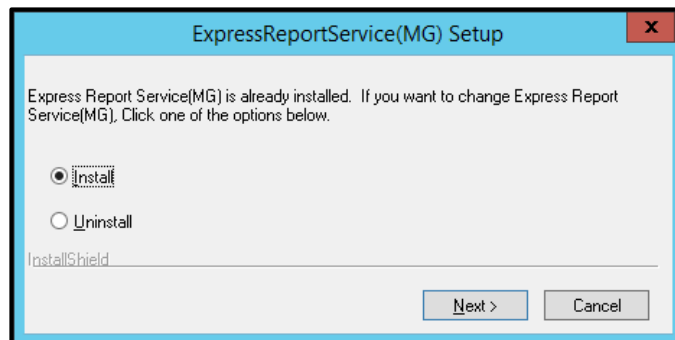 ExpressReportService(MG) Setup
x
Express Report Service(MG) is already installed.  If you want to change Express Report
Service(MG), Click one of the options below.
Install
Uninstall
InstallShield
Next >
Cancel